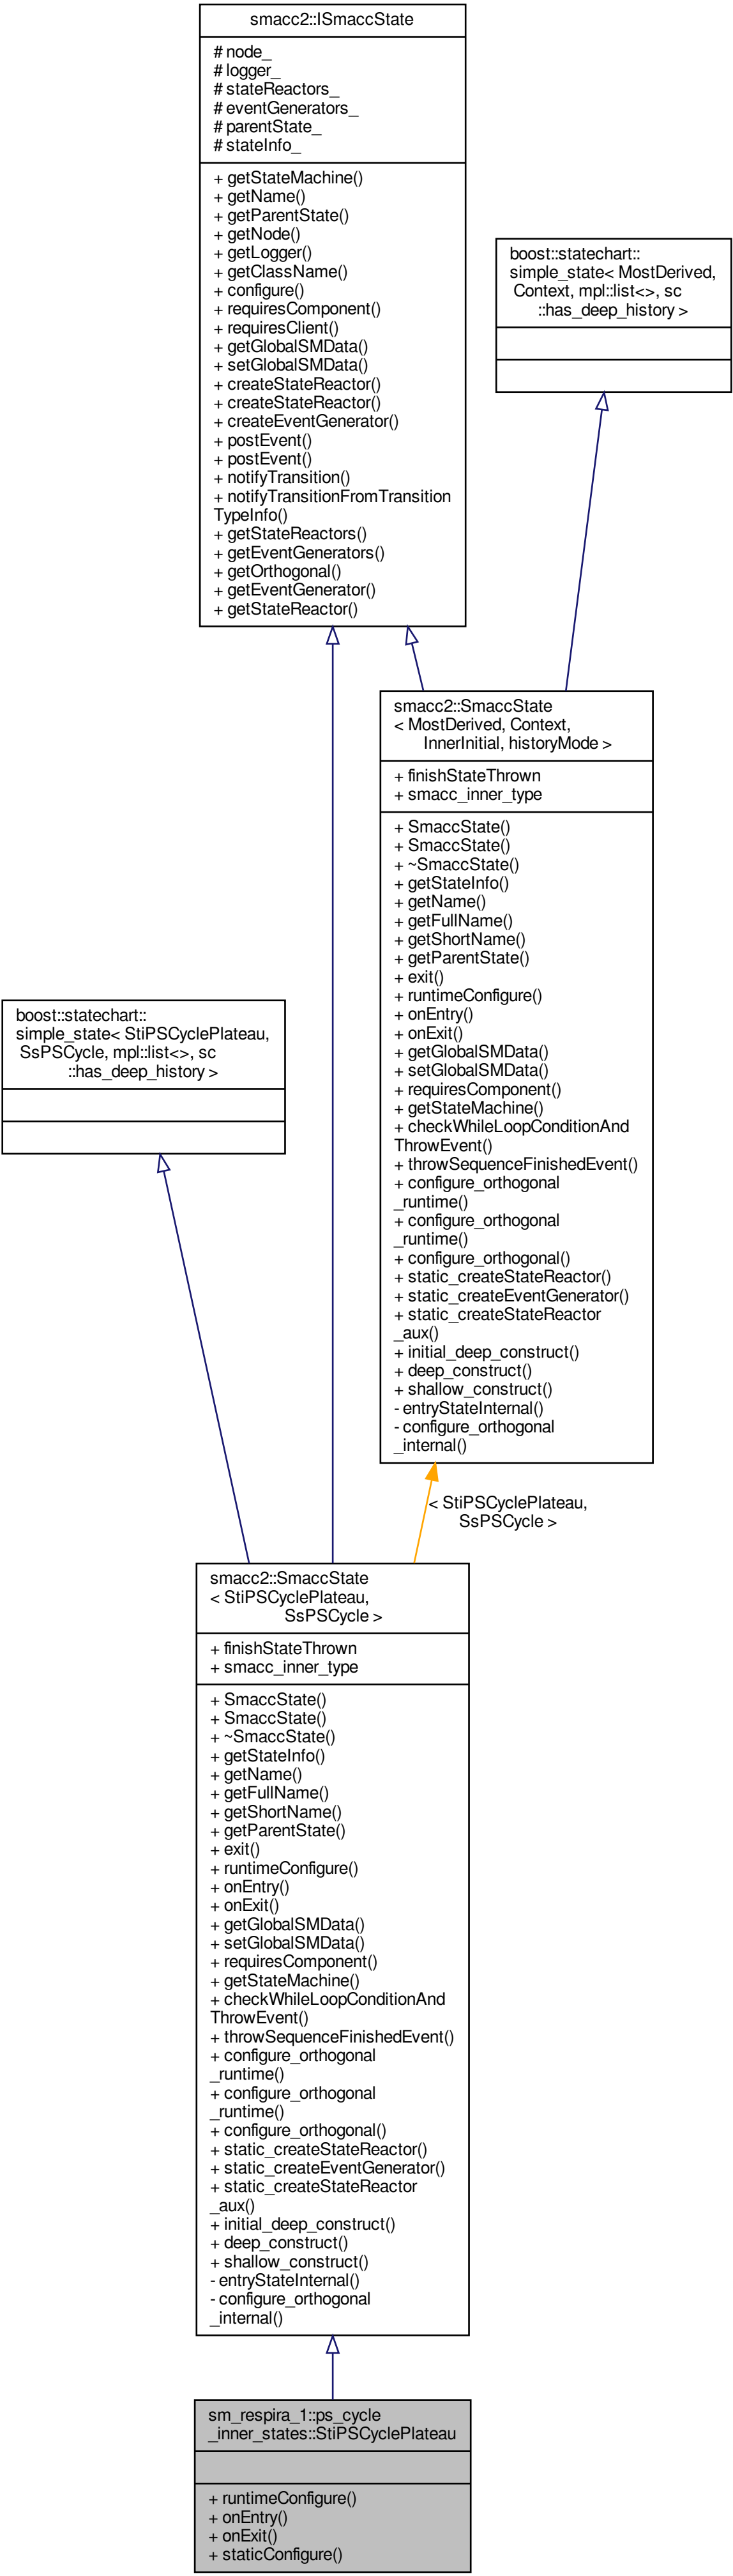 smacc2::ISmaccState
# node_
# logger_
# stateReactors_
# eventGenerators_
# parentState_
# stateInfo_
+ getStateMachine()
+ getName()
+ getParentState()
+ getNode()
+ getLogger()
+ getClassName()
+ configure()
+ requiresComponent()
+ requiresClient()
+ getGlobalSMData()
+ setGlobalSMData()
+ createStateReactor()
+ createStateReactor()
+ createEventGenerator()
+ postEvent()
+ postEvent()
+ notifyTransition()
+ notifyTransitionFromTransition
TypeInfo()
+ getStateReactors()
+ getEventGenerators()
+ getOrthogonal()
+ getEventGenerator()
+ getStateReactor()
boost::statechart::
simple_state< MostDerived,
Context, mpl::list<>, sc
::has_deep_history >
smacc2::SmaccState
< MostDerived, Context,
InnerInitial, historyMode >
+ finishStateThrown
+ smacc_inner_type
+ SmaccState()
+ SmaccState()
+ ~SmaccState()
+ getStateInfo()
+ getName()
+ getFullName()
+ getShortName()
+ getParentState()
+ exit()
+ runtimeConfigure()
+ onEntry()
+ onExit()
+ getGlobalSMData()
+ setGlobalSMData()
+ requiresComponent()
+ getStateMachine()
+ checkWhileLoopConditionAnd
ThrowEvent()
+ throwSequenceFinishedEvent()
+ configure_orthogonal
_runtime()
+ configure_orthogonal
_runtime()
+ configure_orthogonal()
+ static_createStateReactor()
+ static_createEventGenerator()
+ static_createStateReactor
_aux()
+ initial_deep_construct()
+ deep_construct()
+ shallow_construct()
- entryStateInternal()
- configure_orthogonal
_internal()
boost::statechart::
simple_state< StiPSCyclePlateau,
SsPSCycle, mpl::list<>, sc
::has_deep_history >
< StiPSCyclePlateau,
SsPSCycle >
smacc2::SmaccState
< StiPSCyclePlateau,
SsPSCycle >
+ finishStateThrown
+ smacc_inner_type
+ SmaccState()
+ SmaccState()
+ ~SmaccState()
+ getStateInfo()
+ getName()
+ getFullName()
+ getShortName()
+ getParentState()
+ exit()
+ runtimeConfigure()
+ onEntry()
+ onExit()
+ getGlobalSMData()
+ setGlobalSMData()
+ requiresComponent()
+ getStateMachine()
+ checkWhileLoopConditionAnd
ThrowEvent()
+ throwSequenceFinishedEvent()
+ configure_orthogonal
_runtime()
+ configure_orthogonal
_runtime()
+ configure_orthogonal()
+ static_createStateReactor()
+ static_createEventGenerator()
+ static_createStateReactor
_aux()
+ initial_deep_construct()
+ deep_construct()
+ shallow_construct()
- entryStateInternal()
- configure_orthogonal
_internal()
sm_respira_1::ps_cycle
_inner_states::StiPSCyclePlateau
+ runtimeConfigure()
+ onEntry()
+ onExit()
+ staticConfigure()